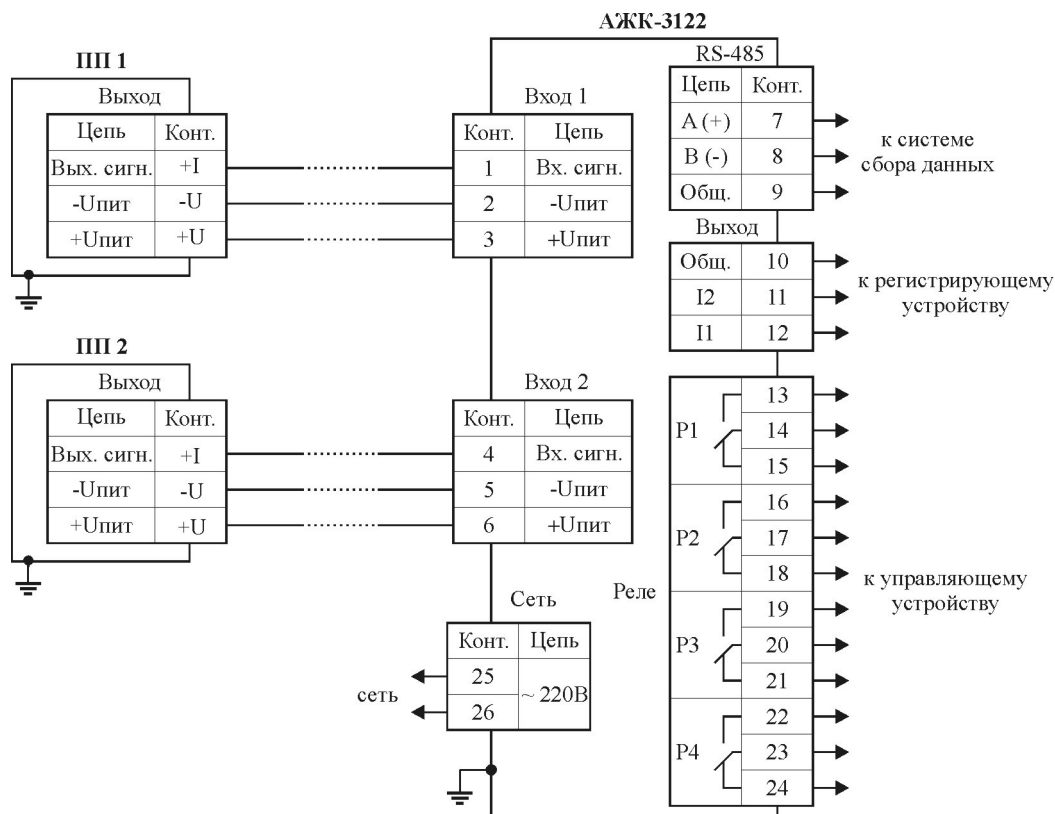 АЖК-3122
ПП 1
Выход
Цепь Конт.
Вых. сигн. +I
-Uпит -U
+Uпит +U
Вход 1
Конт. Цепь
1 Вх. сигн.
2 -Uпит
3 +Uпит
RS-485
Цепь Конт.
A (+) 7
B (-) 8
Общ. 9
к системе
сбора данных
Выход
Общ. 10
I2 11
I1 12
к регистрирующему
устройству
ПП 2
Выход
Цепь Конт.
Вых. сигн. +I
-Uпит -U
+Uпит +U
Вход 2
Конт. Цепь
4 Вх. сигн.
5 -Uпит
6 +Uпит
Реле
P1
13
14
15
P2
16
17
18
P3
19
20
21
P4
22
23
24
к управляющему
устройству
Сеть
Конт. Цепь
25
26
~ 220В
сеть